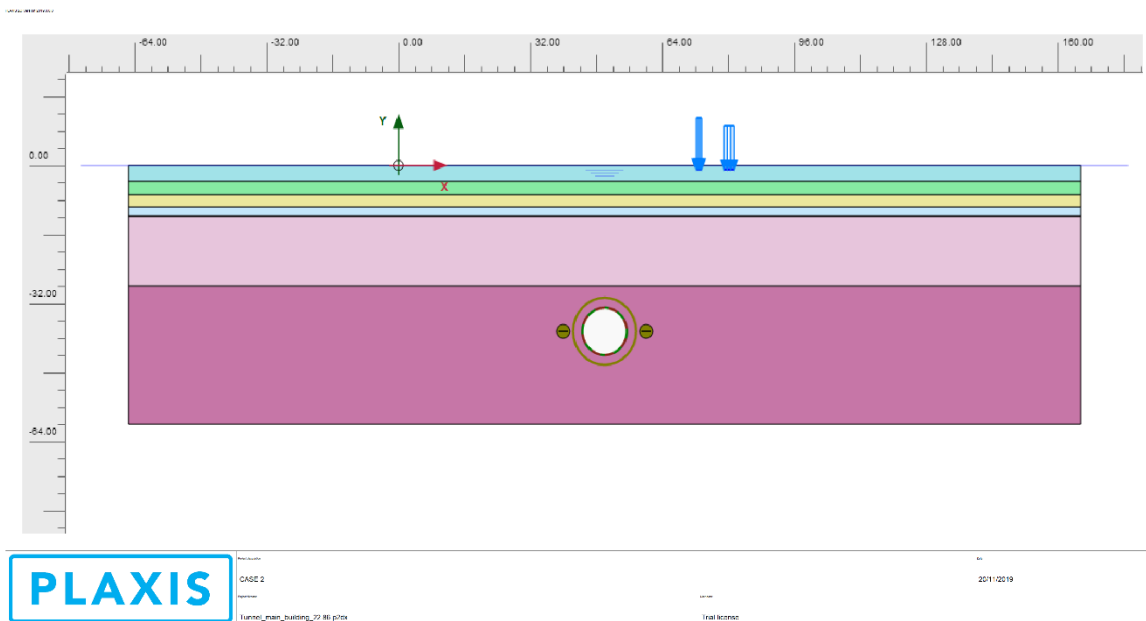 -64.00 -32.00 0.00 32.00 64.00 96.00 128.00 160.00
Y
0.00
X
-32.00
-64.00
PLAXIS
CASE 2
20/11/2019
Tunnel_main_building_22.86.p2dx
Trial license